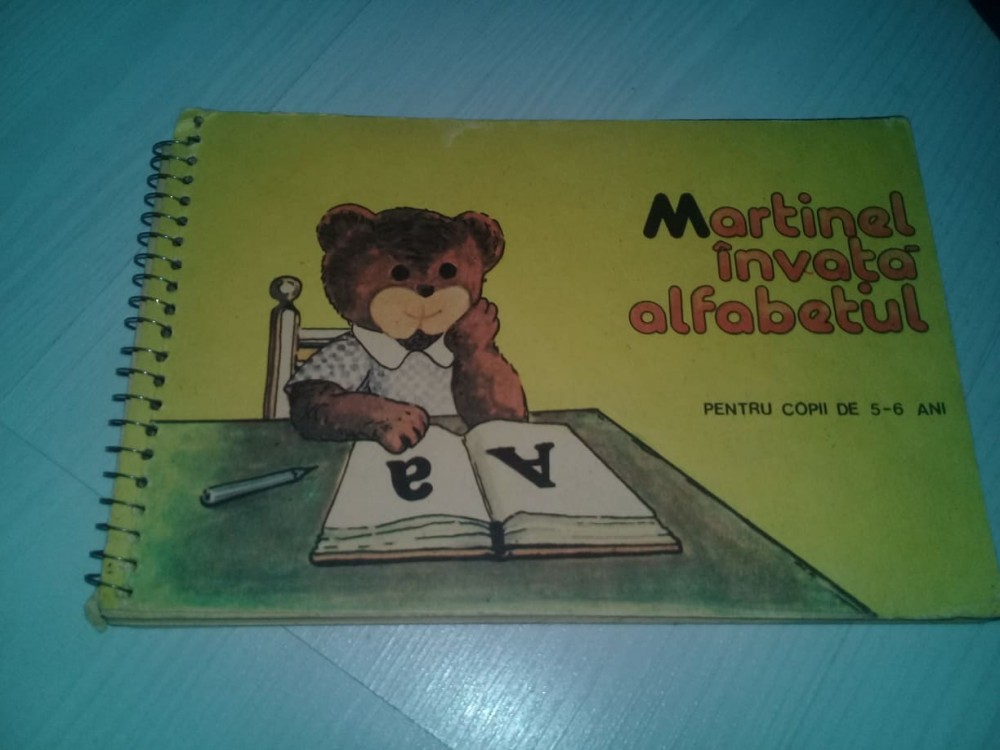 Martinel
învață
alfabetul
PENTRU COPII DE 5-6 ANI
a A